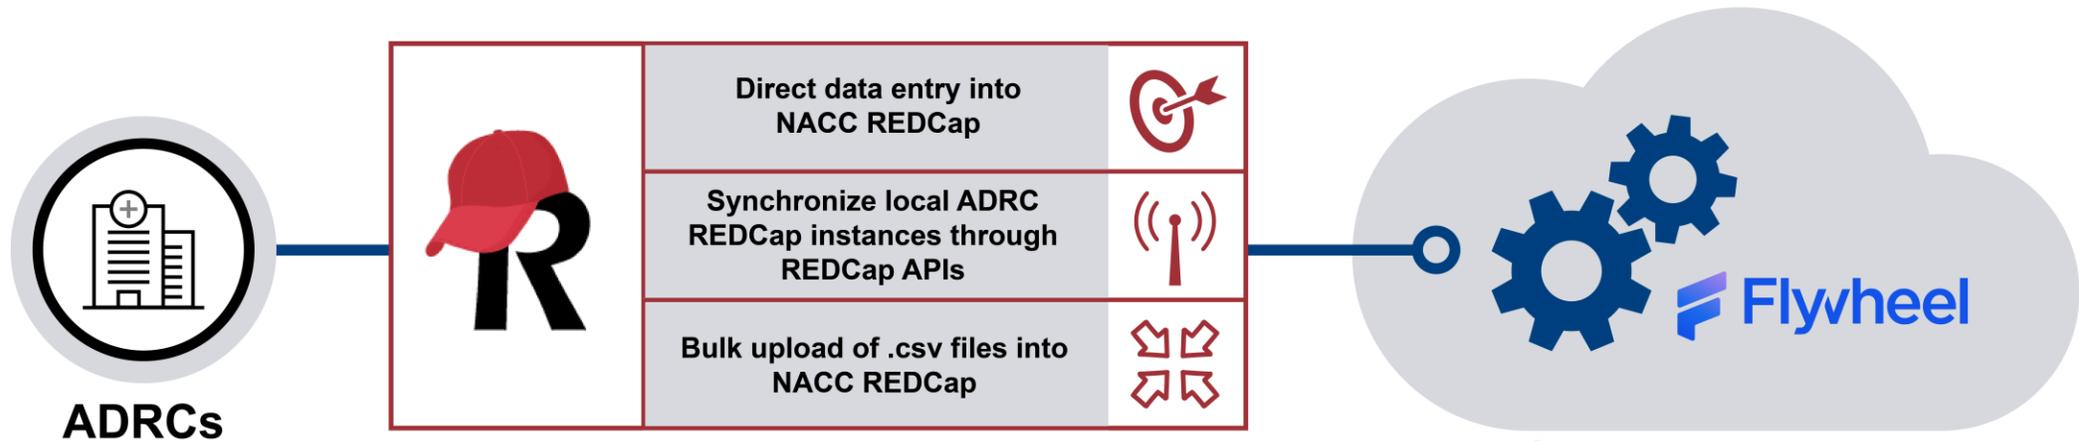 Direct data entry into
NACC REDCap
Synchronize local ADRC
REDCap instances through
REDCap APIs
Bulk upload of .csv files into
NACC REDCap
ADRCs
R
Flywheel